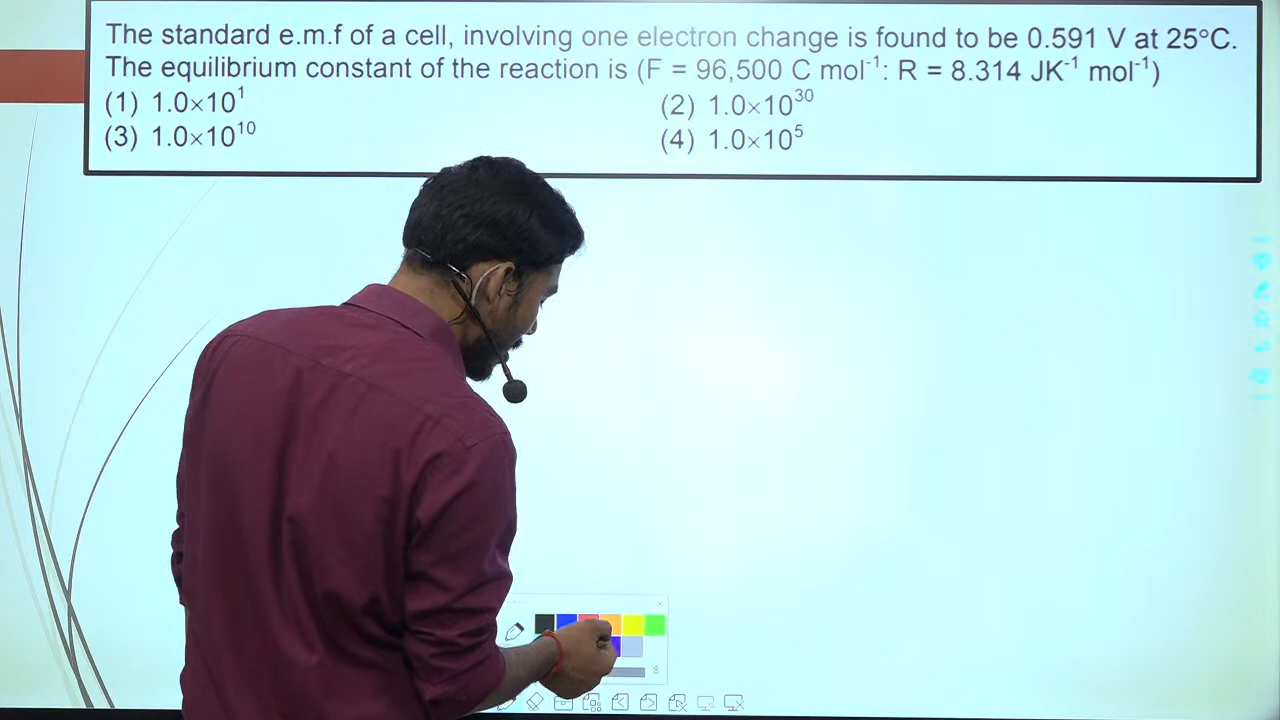 The standard e.m.f of a cell, involving one electron change is found to be 0.591 V at 25°C.
The equilibrium constant of the reaction is (F = 96,500 C mol⁻¹: R = 8.314 JK⁻¹ mol⁻¹)
(1) 1.0×10¹ (2) 1.0×10³⁰
(3) 1.0×10¹⁰ (4) 1.0×10⁵
8